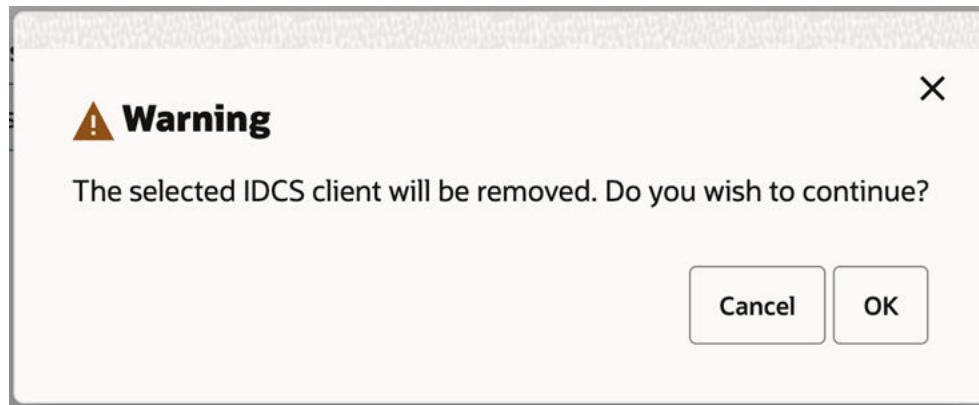 Warning
The selected IDCS client will be removed. Do you wish to continue?
Cancel
OK